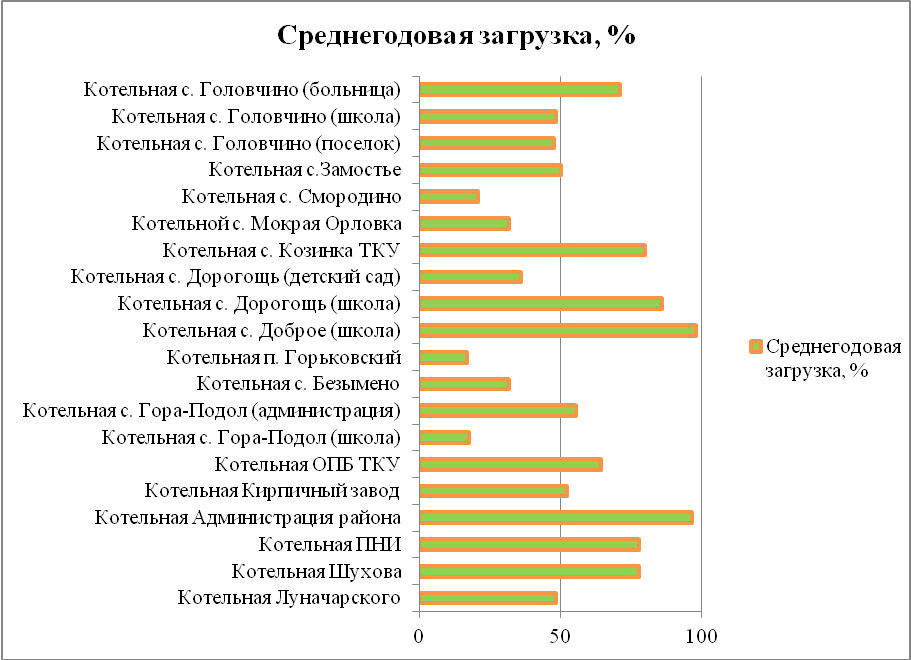 Среднегодовая загрузка, %
Котельная с. Головчино (больница)
Котельная с. Головчино (школа)
Котельная с. Головчино (поселок)
Котельная с.Замостье
Котельная с. Смородино
Котельной с. Мокрая Орловка
Котельная с. Козинка ТКУ
Котельная с. Дорогощь (детский сад)
Котельная с. Дорогощь (школа)
Котельная с. Доброе (школа)
Котельная п. Горьковский
Котельная с. Безымено
Котельная с. Гора-Подол (администрация)
Котельная с. Гора-Подол (школа)
Котельная ОПБ ТКУ
Котельная Кирпичный завод
Котельная Администрация района
Котельная ПНИ
Котельная Шухова
Котельная Луначарского
0 50 100
Среднегодовая
загрузка, %